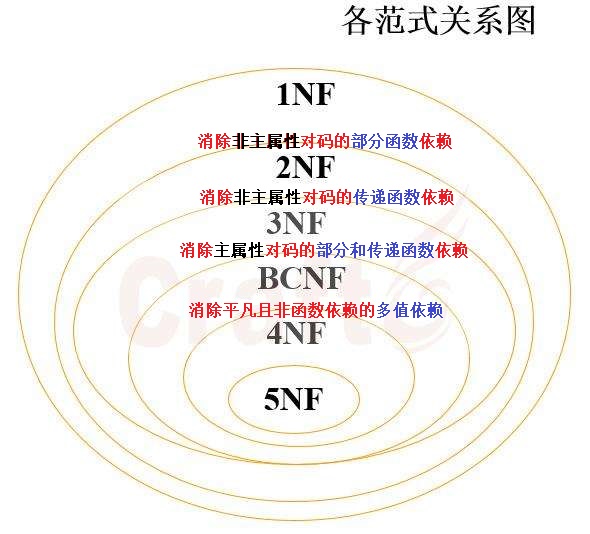 各范式关系图
1NF
消除非主属性对码的部分函数依赖
2NF
消除非主属性对码的传递函数依赖
3NF
消除主属性对码的部分和传递函数依赖
BCNF
消除平凡且非函数依赖的多值依赖
4NF
5NF